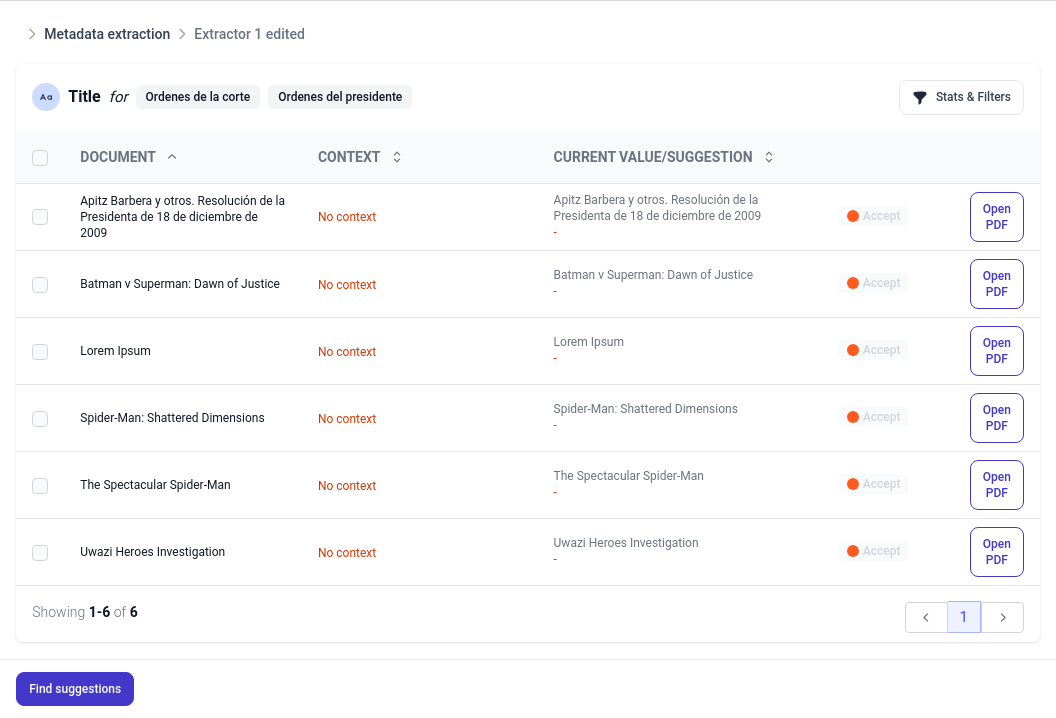 Metadata extraction Extractor 1 edited
Aa Title for Ordenes de la corte Ordenes del presidente Stats & Filters
DOCUMENT CONTEXT CURRENT VALUE/SUGGESTION
Apitz Barbera y otros. Resolución de la
Presidenta de 18 de diciembre de
2009
No context
Apitz Barbera y otros. Resolución de la
Presidenta de 18 de diciembre de 2009
-
Accept
Open
PDF
Batman v Superman: Dawn of Justice
No context
Batman v Superman: Dawn of Justice
-
Accept
Open
PDF
Lorem Ipsum
No context
Lorem Ipsum
-
Accept
Open
PDF
Spider-Man: Shattered Dimensions
No context
Spider-Man: Shattered Dimensions
-
Accept
Open
PDF
The Spectacular Spider-Man
No context
The Spectacular Spider-Man
-
Accept
Open
PDF
Uwazi Heroes Investigation
No context
Uwazi Heroes Investigation
-
Accept
Open
PDF
Showing 1-6 of 6
1
Find suggestions